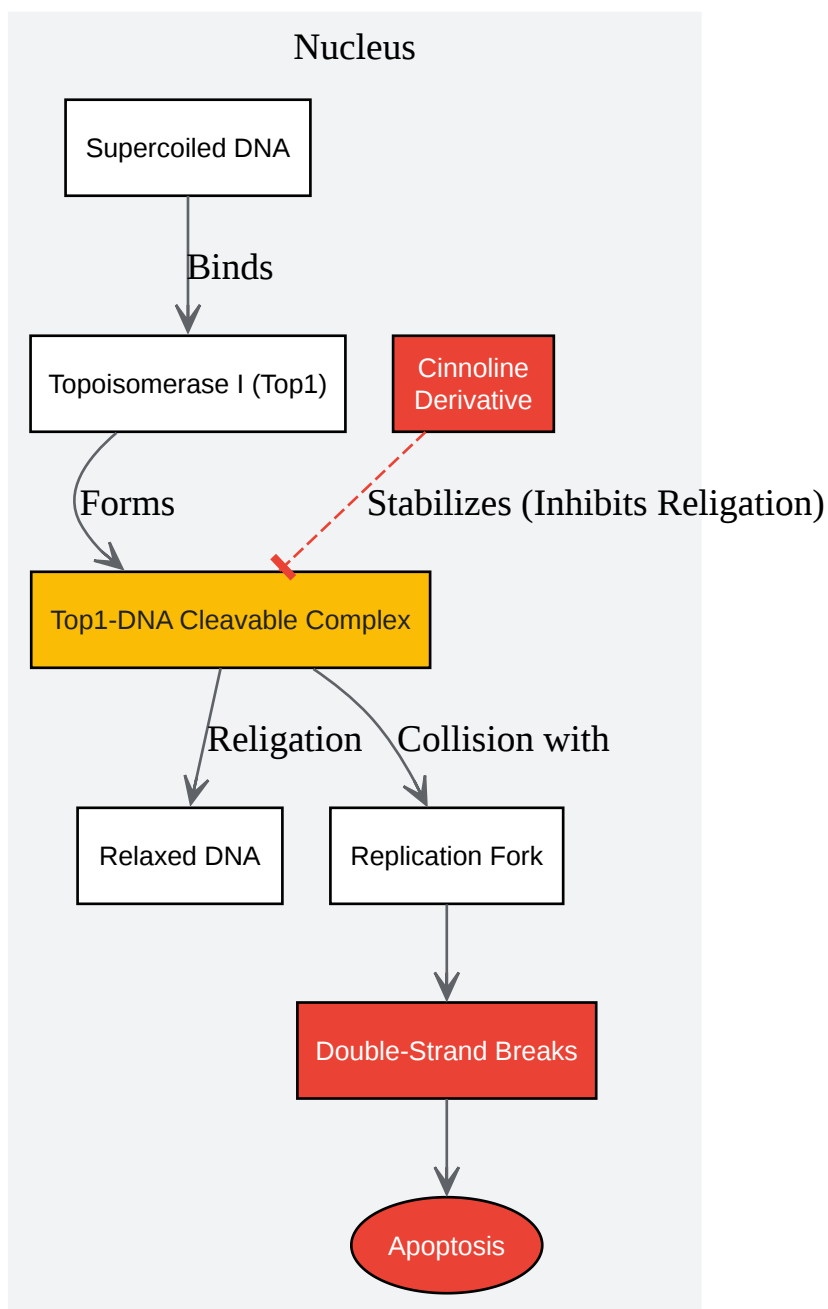 Nucleus
Supercoiled DNA
Binds
Topoisomerase I (Top1)
Cinnoline
Derivative
Forms
Stabilizes (Inhibits Religation)
Top1-DNA Cleavable Complex
Religation
Collision with
Relaxed DNA
Replication Fork
Double-Strand Breaks
Apoptosis